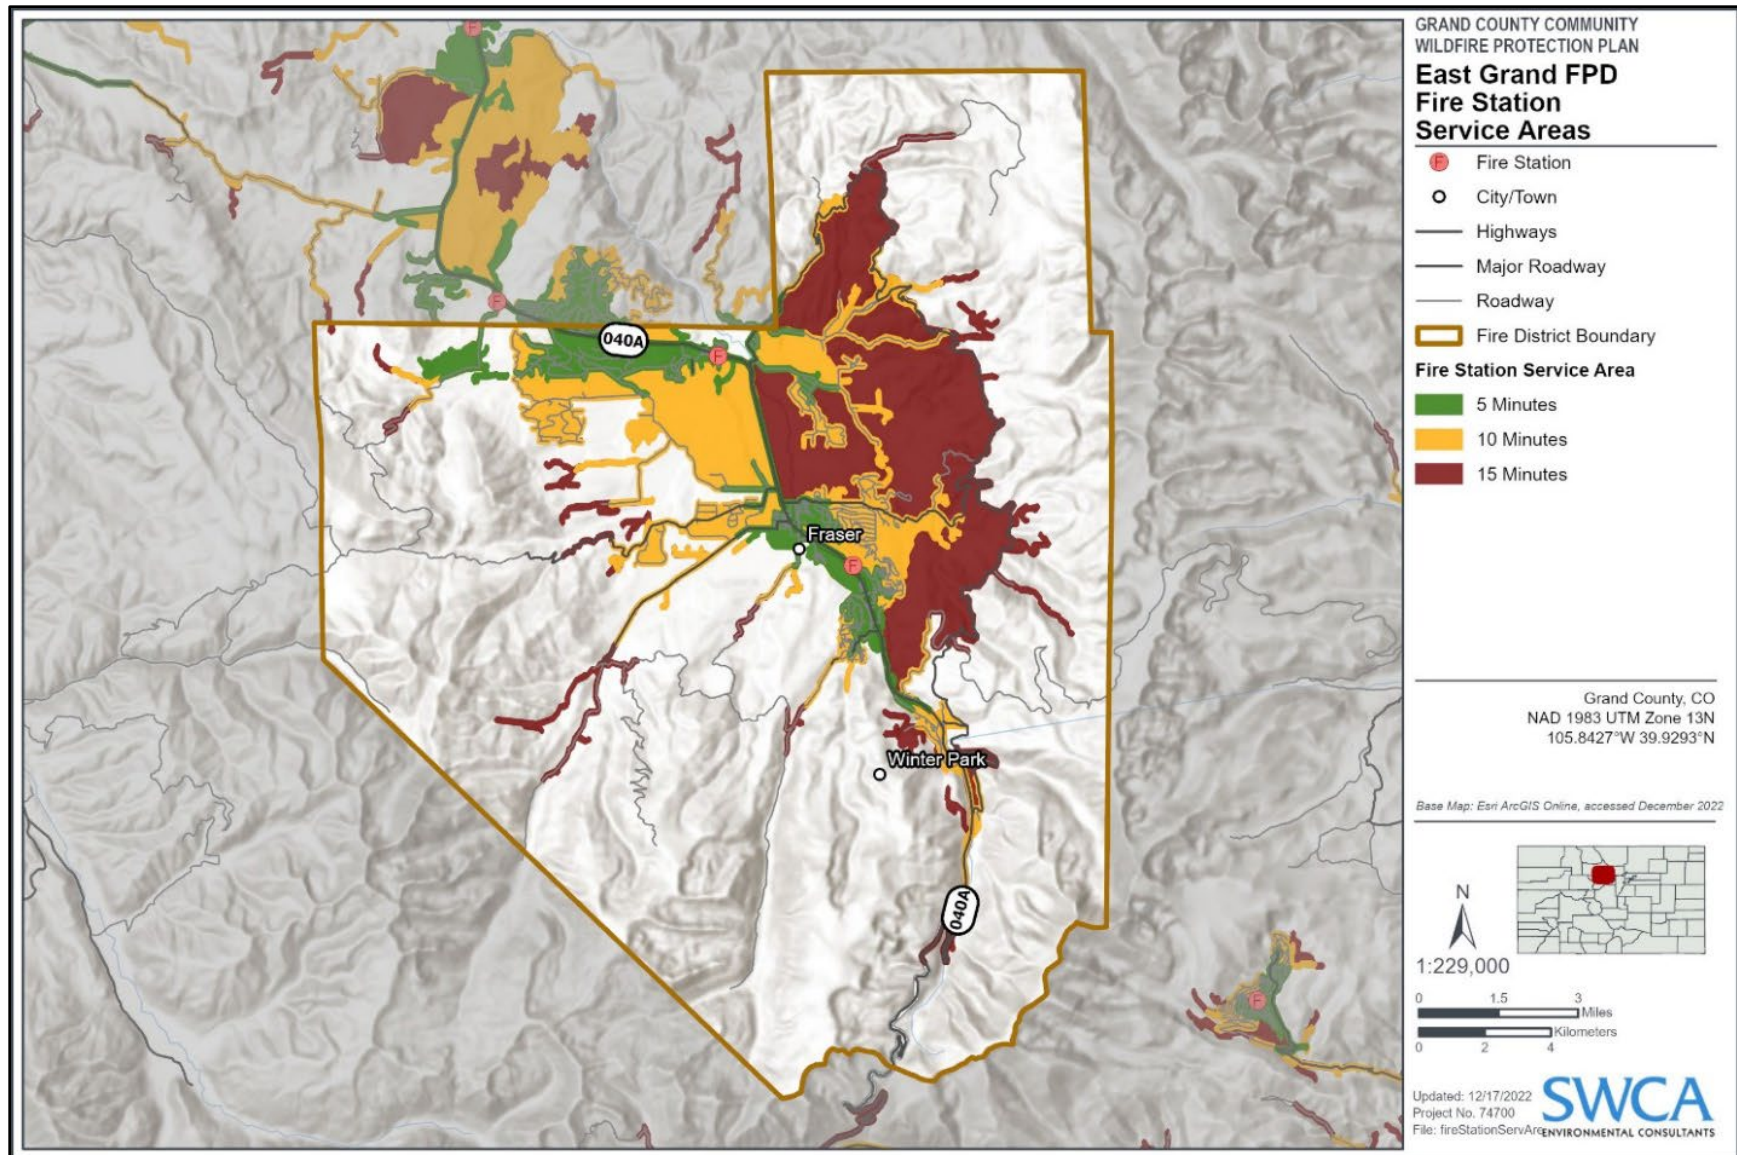 GRAND COUNTY COMMUNITY
WILDFIRE PROTECTION PLAN
East Grand FPD
Fire Station
Service Areas
F Fire Station
City/Town
Highways
Major Roadway
Roadway
Fire District Boundary
Fire Station Service Area
5 Minutes
10 Minutes
15 Minutes
Grand County, CO
NAD 1983 UTM Zone 13N
105.8427°W 39.9293°N
Base Map: Esri ArcGIS Online, accessed December 2022
N
1:229,000
0 1.5 3
Miles
Kilometers
0 2 4
Updated: 12/17/2022
Project No. 74700
File: fireStationServAre
SWCA
ENVIRONMENTAL CONSULTANTS
F
F
040A
F
Fraser
F
Winter Park
040A
F